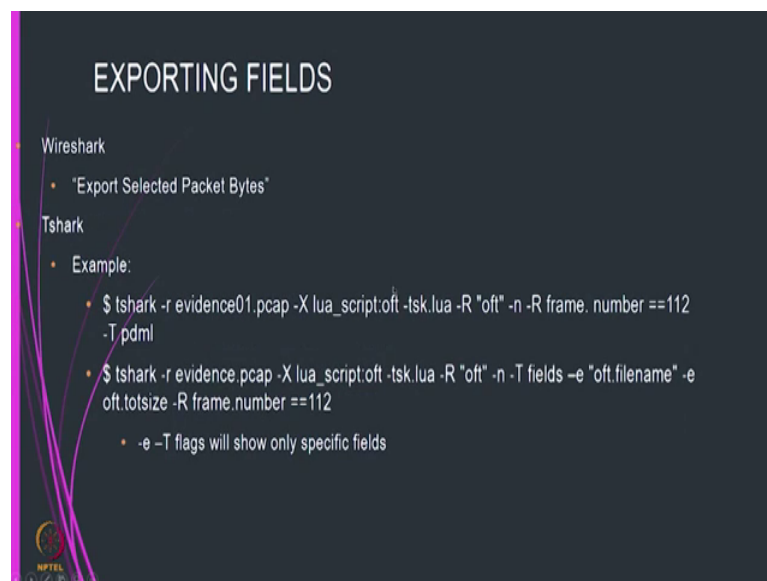 EXPORTING FIELDS
Wireshark
"Export Selected Packet Bytes"
Tshark
Example:
$ tshark -r evidence01.pcap -X lua_script:oft -tsk.lua -R "oft" -n -R frame. number ==112
-T pdml
$ tshark -r evidence.pcap -X lua_script:oft -tsk.lua -R "oft" -n -T fields –e "oft.filename" -e
oft.totsize -R frame.number ==112
-e –T flags will show only specific fields
NPTEL